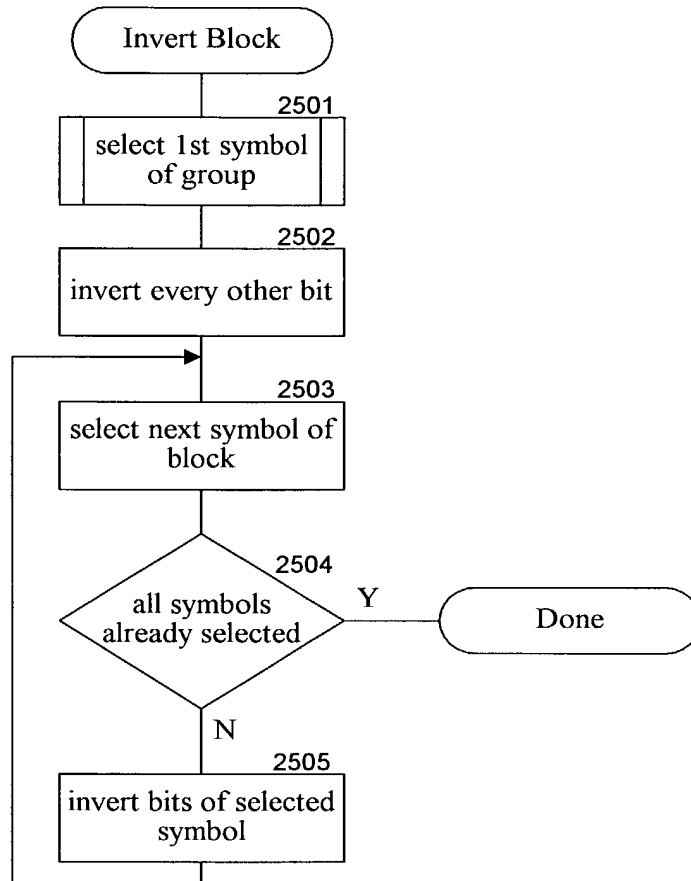 Invert Block
2501
select 1st symbol
of group
2502
invert every other bit
2503
select next symbol of
block
2504
all symbols
already selected
Y
Done
N
2505
invert bits of selected
symbol